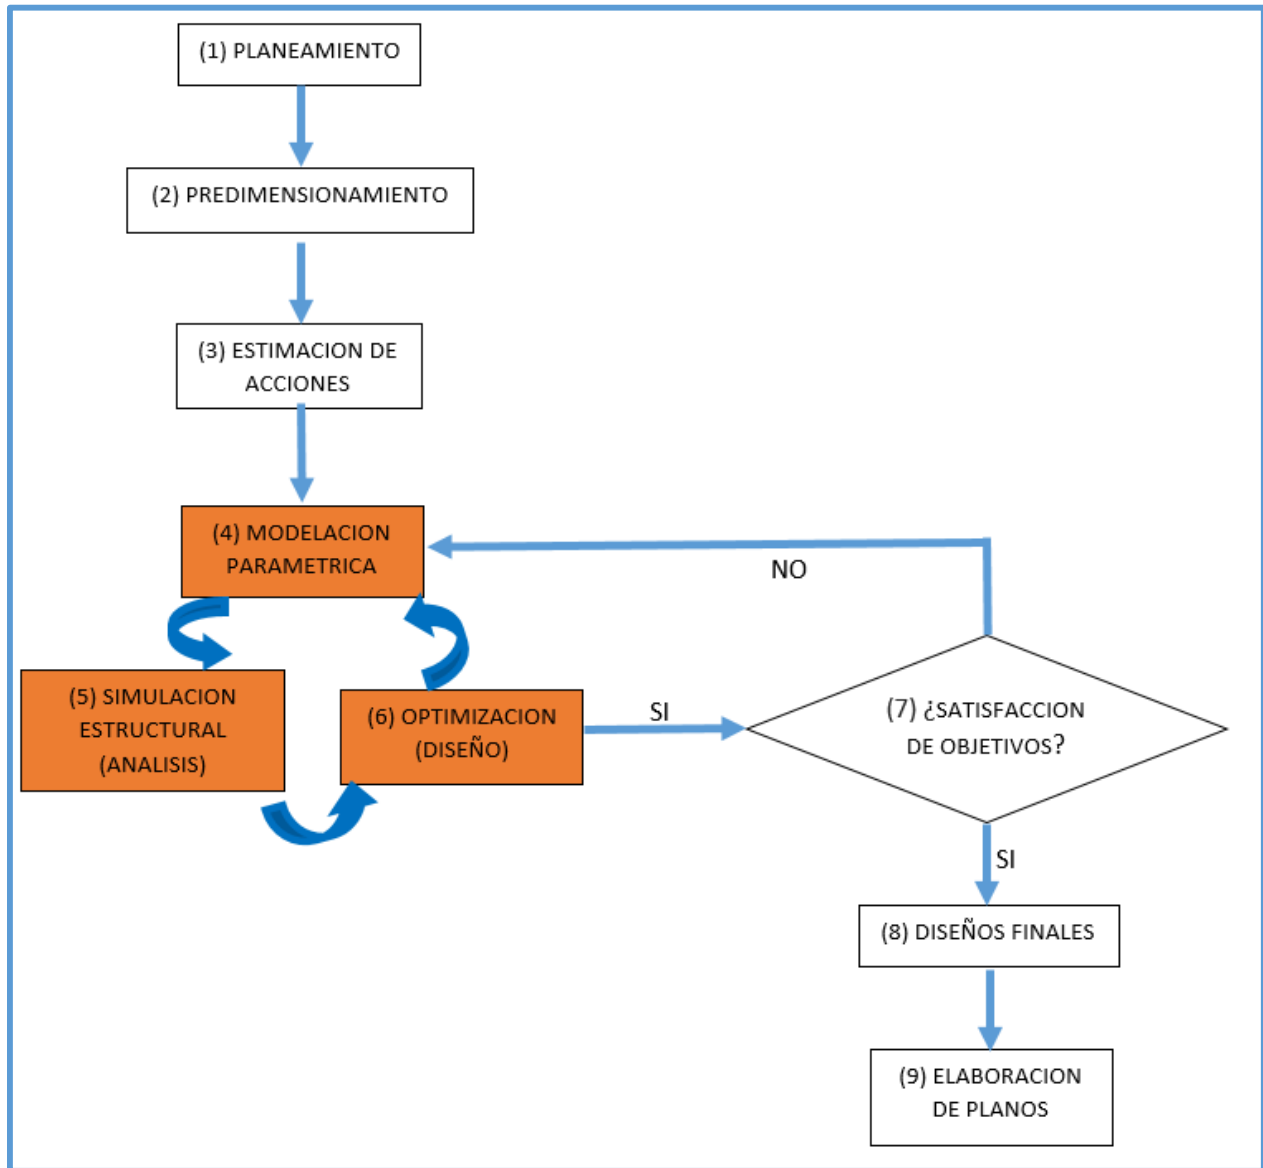 (1) PLANEAMIENTO
(2) PREDIMENSIONAMIENTO
(3) ESTIMACION DE
ACCIONES
(4) MODELACION
PARAMETRICA
NO
(5) SIMULACION
ESTRUCTURAL
(ANALISIS)
(6) OPTIMIZACION
(DISEÑO)
SI
(7) ¿SATISFACCION
DE OBJETIVOS?
SI
(8) DISEÑOS FINALES
(9) ELABORACION
DE PLANOS